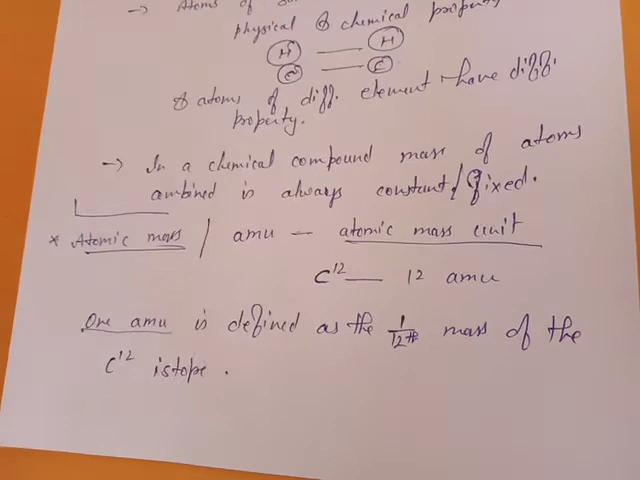 -> Atoms of
physical & chemical property
H —— H
C —— C
& atoms of diff. element have diff.
property.
-> In a chemical compound mass of atoms
combined is always constant/fixed.
* Atomic mass / amu — atomic mass unit
C¹² — 12 amu
One amu is defined as the 1/12th mass of the
C¹² istope.